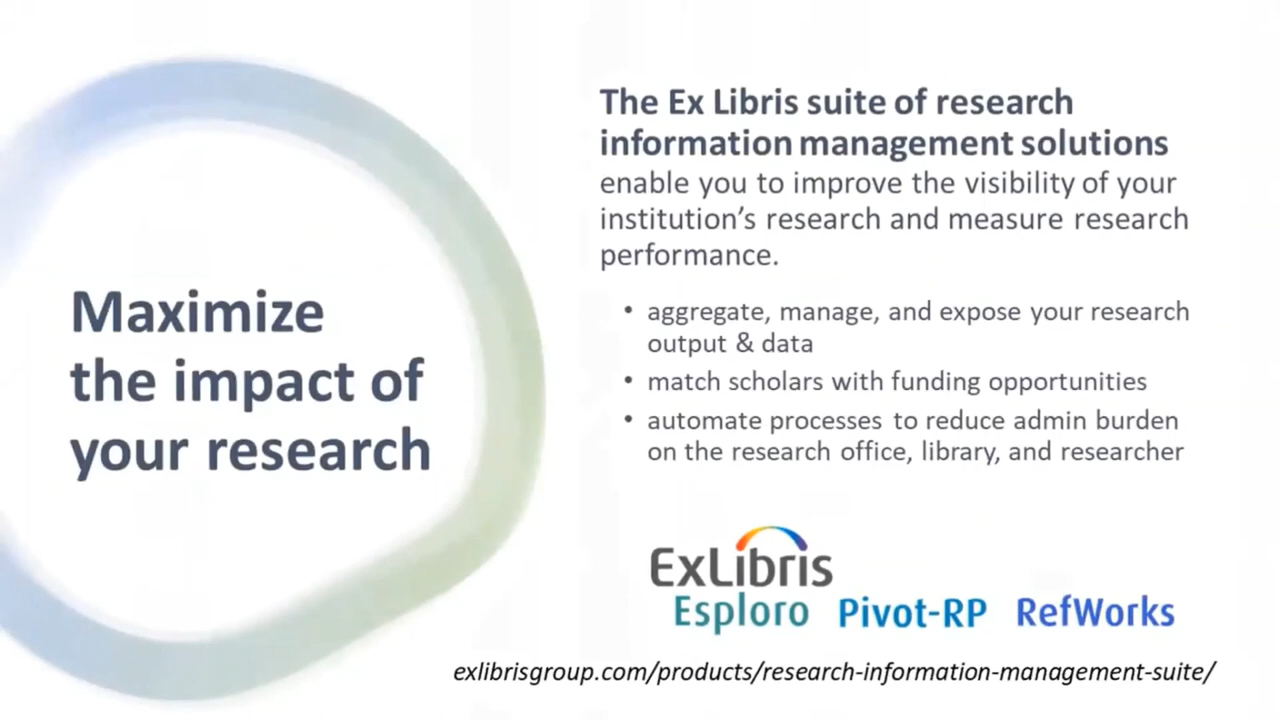 Maximize
the impact of
your research
The Ex Libris suite of research
information management solutions
enable you to improve the visibility of your
institution’s research and measure research
performance.
• aggregate, manage, and expose your research
output & data
• match scholars with funding opportunities
• automate processes to reduce admin burden
on the research office, library, and researcher
ExLibris
Esploro Pivot-RP RefWorks
exlibrisgroup.com/products/research-information-management-suite/